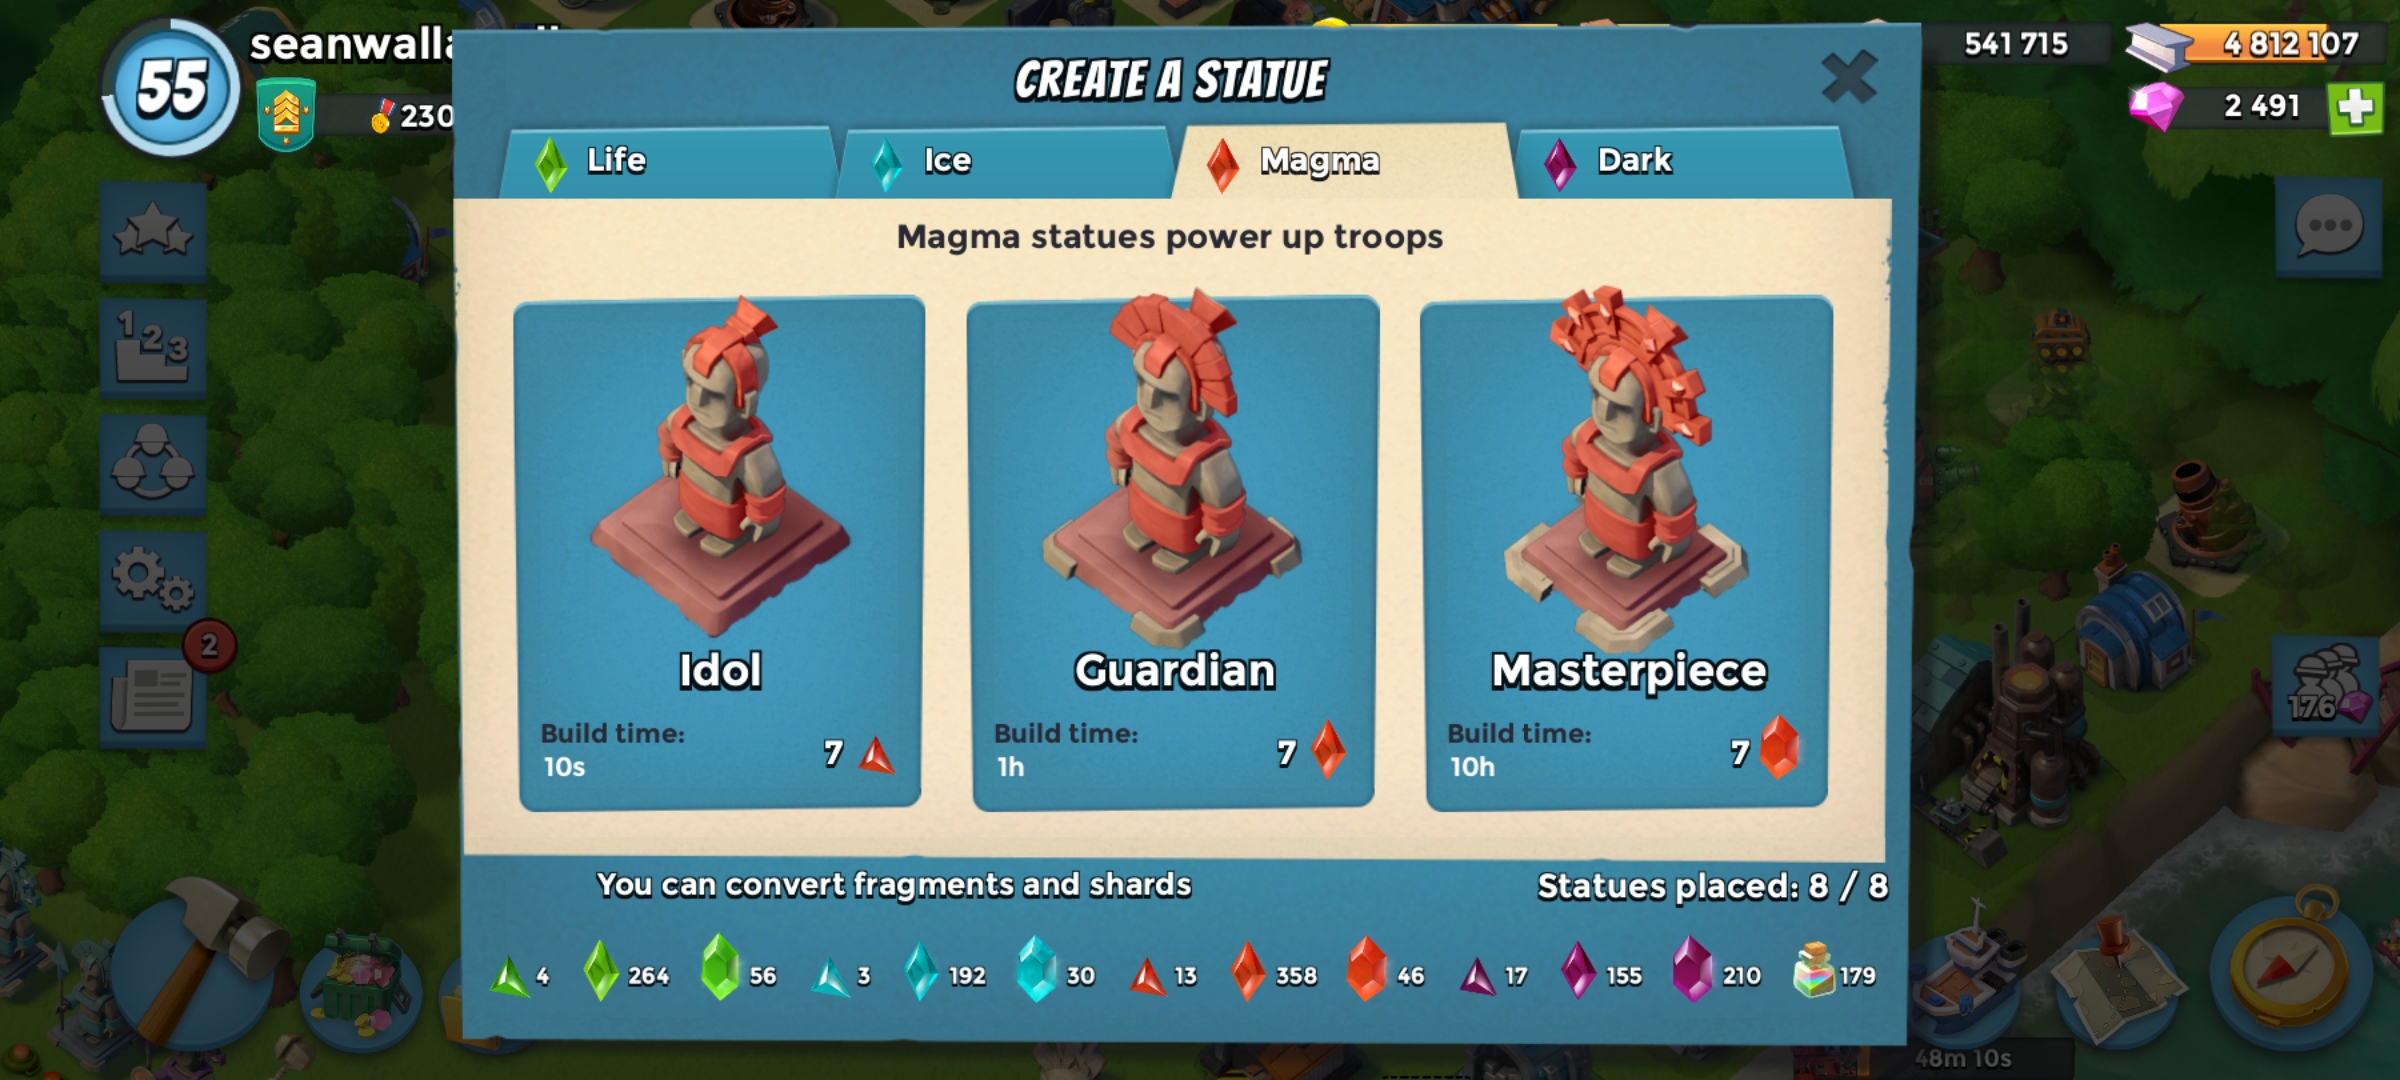 55
CREATE A STATUE
541 715
4 812 107
230
2 491
Life
Ice
Magma
Dark
Magma statues power up troops
1 2 3
2
Idol
Guardian
Masterpiece
Build time:
10s
7
Build time:
1h
7
Build time:
10h
7
176
You can convert fragments and shards
Statues placed: 8 / 8
4 264 56 3 192 30 13 358 46 17 155 210 179
48m 10s